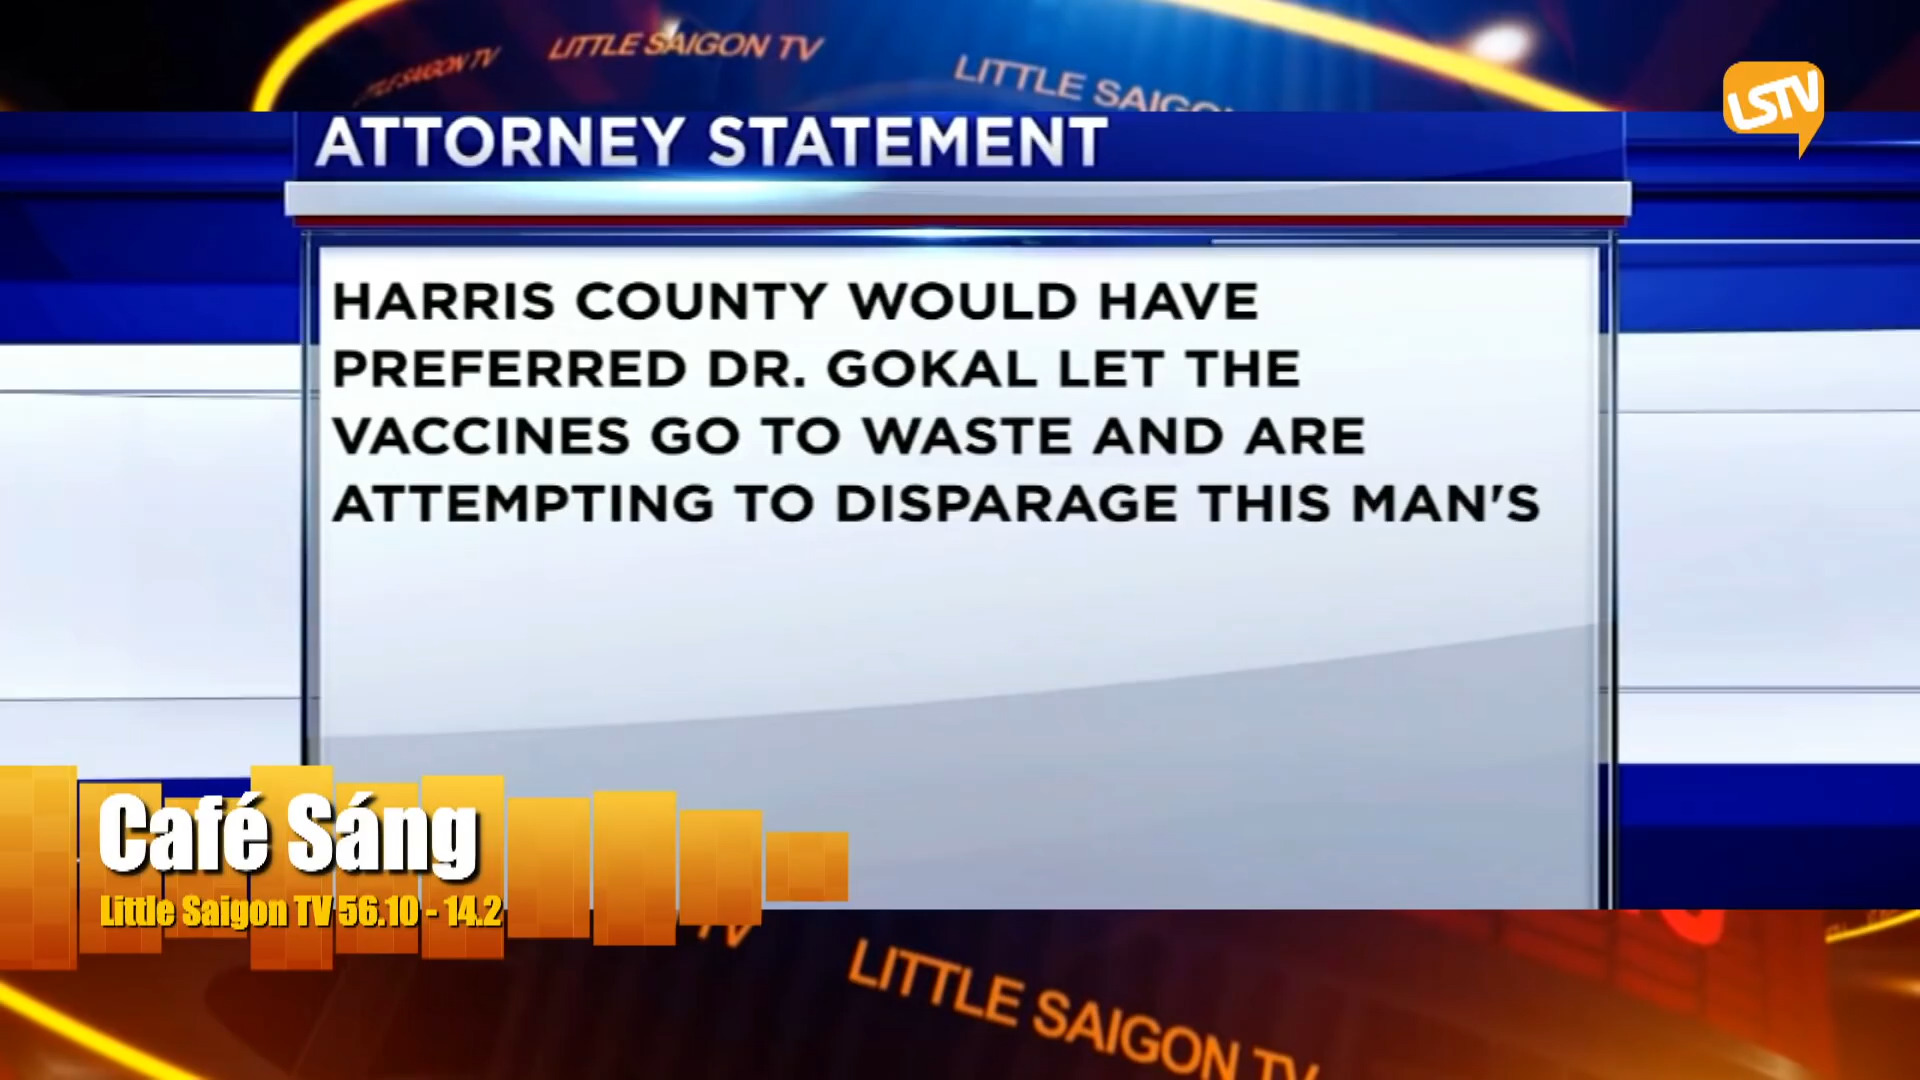 LITTLE SAIGON TV
LITTLE SAIGON TV
LITTLE SAIGON
LSTV
ATTORNEY STATEMENT
HARRIS COUNTY WOULD HAVE
PREFERRED DR. GOKAL LET THE
VACCINES GO TO WASTE AND ARE
ATTEMPTING TO DISPARAGE THIS MAN'S
Café Sáng
Little Saigon TV 56.10 - 14.2
TV
LITTLE SAIGON TV